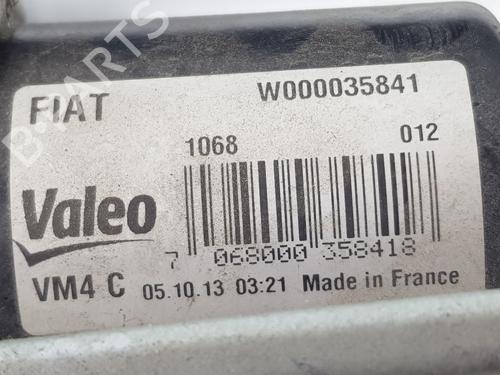 FIAT W000035841
1068 012
Valeo
7 068000 358418
VM4 C 05.10.13 03:21 Made in France
B-PARTS